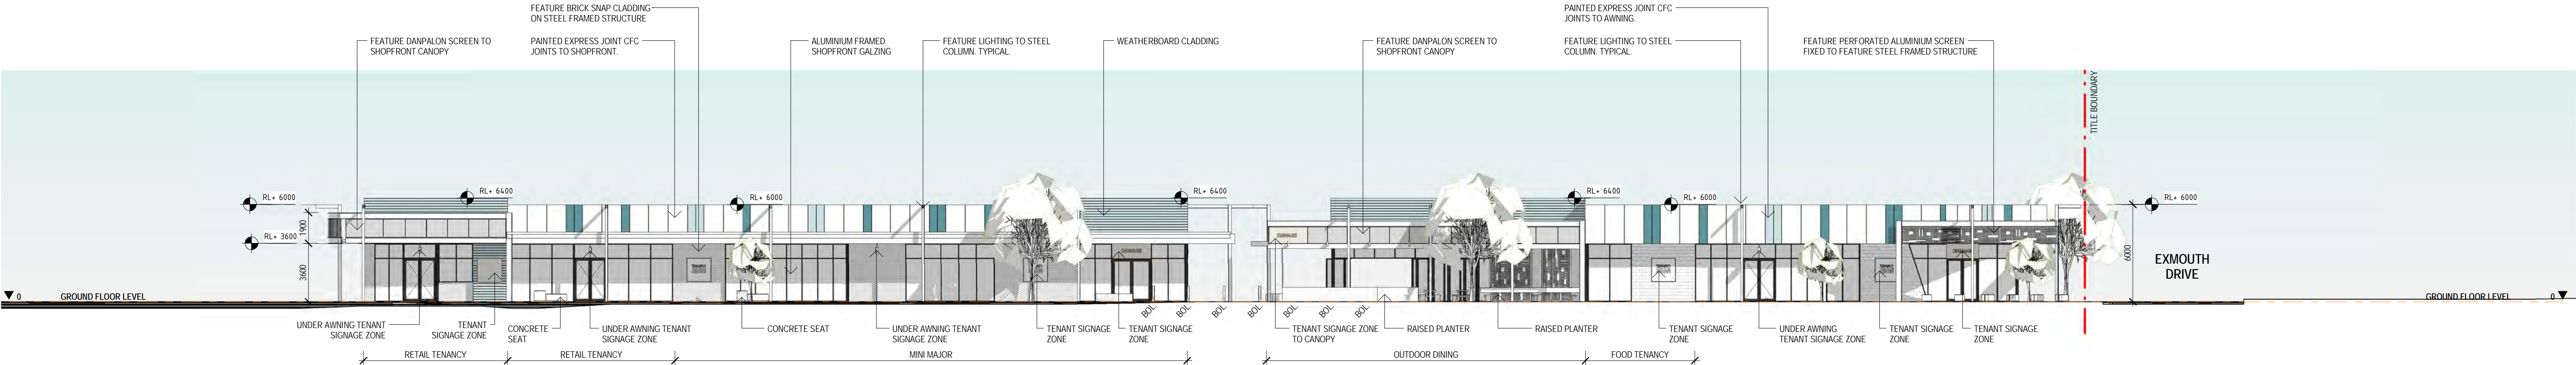 FEATURE BRICK SNAP CLADDING
ON STEEL FRAMED STRUCTURE
PAINTED EXPRESS JOINT CFC
JOINTS TO AWNING.
FEATURE DANPALON SCREEN TO
SHOPFRONT CANOPY
PAINTED EXPRESS JOINT CFC
JOINTS TO SHOPFRONT.
ALUMINIUM FRAMED
SHOPFRONT GALZING
FEATURE LIGHTING TO STEEL
COLUMN. TYPICAL.
WEATHERBOARD CLADDING
FEATURE DANPALON SCREEN TO
SHOPFRONT CANOPY
FEATURE LIGHTING TO STEEL
COLUMN. TYPICAL.
FEATURE PERFORATED ALUMINIUM SCREEN
FIXED TO FEATURE STEEL FRAMED STRUCTURE
TITLE BOUNDARY
RL+ 6000
RL+ 6400
RL+ 6000
RL+ 6400
RL+ 6400
RL+ 6000
RL+ 6000
1900
RL+ 3600
3600
6000
EXMOUTH
DRIVE
0
GROUND FLOOR LEVEL
GROUND FLOOR LEVEL
0
BOL.
BOL.
BOL.
BOL.
BOL.
BOL.
BOL.
UNDER AWNING TENANT
SIGNAGE ZONE
TENANT
SIGNAGE ZONE
CONCRETE
SEAT
UNDER AWNING TENANT
SIGNAGE ZONE
CONCRETE SEAT
UNDER AWNING TENANT
SIGNAGE ZONE
TENANT SIGNAGE
ZONE
TENANT SIGNAGE
ZONE
TENANT SIGNAGE ZONE
TO CANOPY
RAISED PLANTER
RAISED PLANTER
TENANT SIGNAGE
ZONE
UNDER AWNING
TENANT SIGNAGE ZONE
TENANT SIGNAGE
ZONE
TENANT SIGNAGE
ZONE
RETAIL TENANCY
RETAIL TENANCY
MINI MAJOR
OUTDOOR DINING
FOOD TENANCY